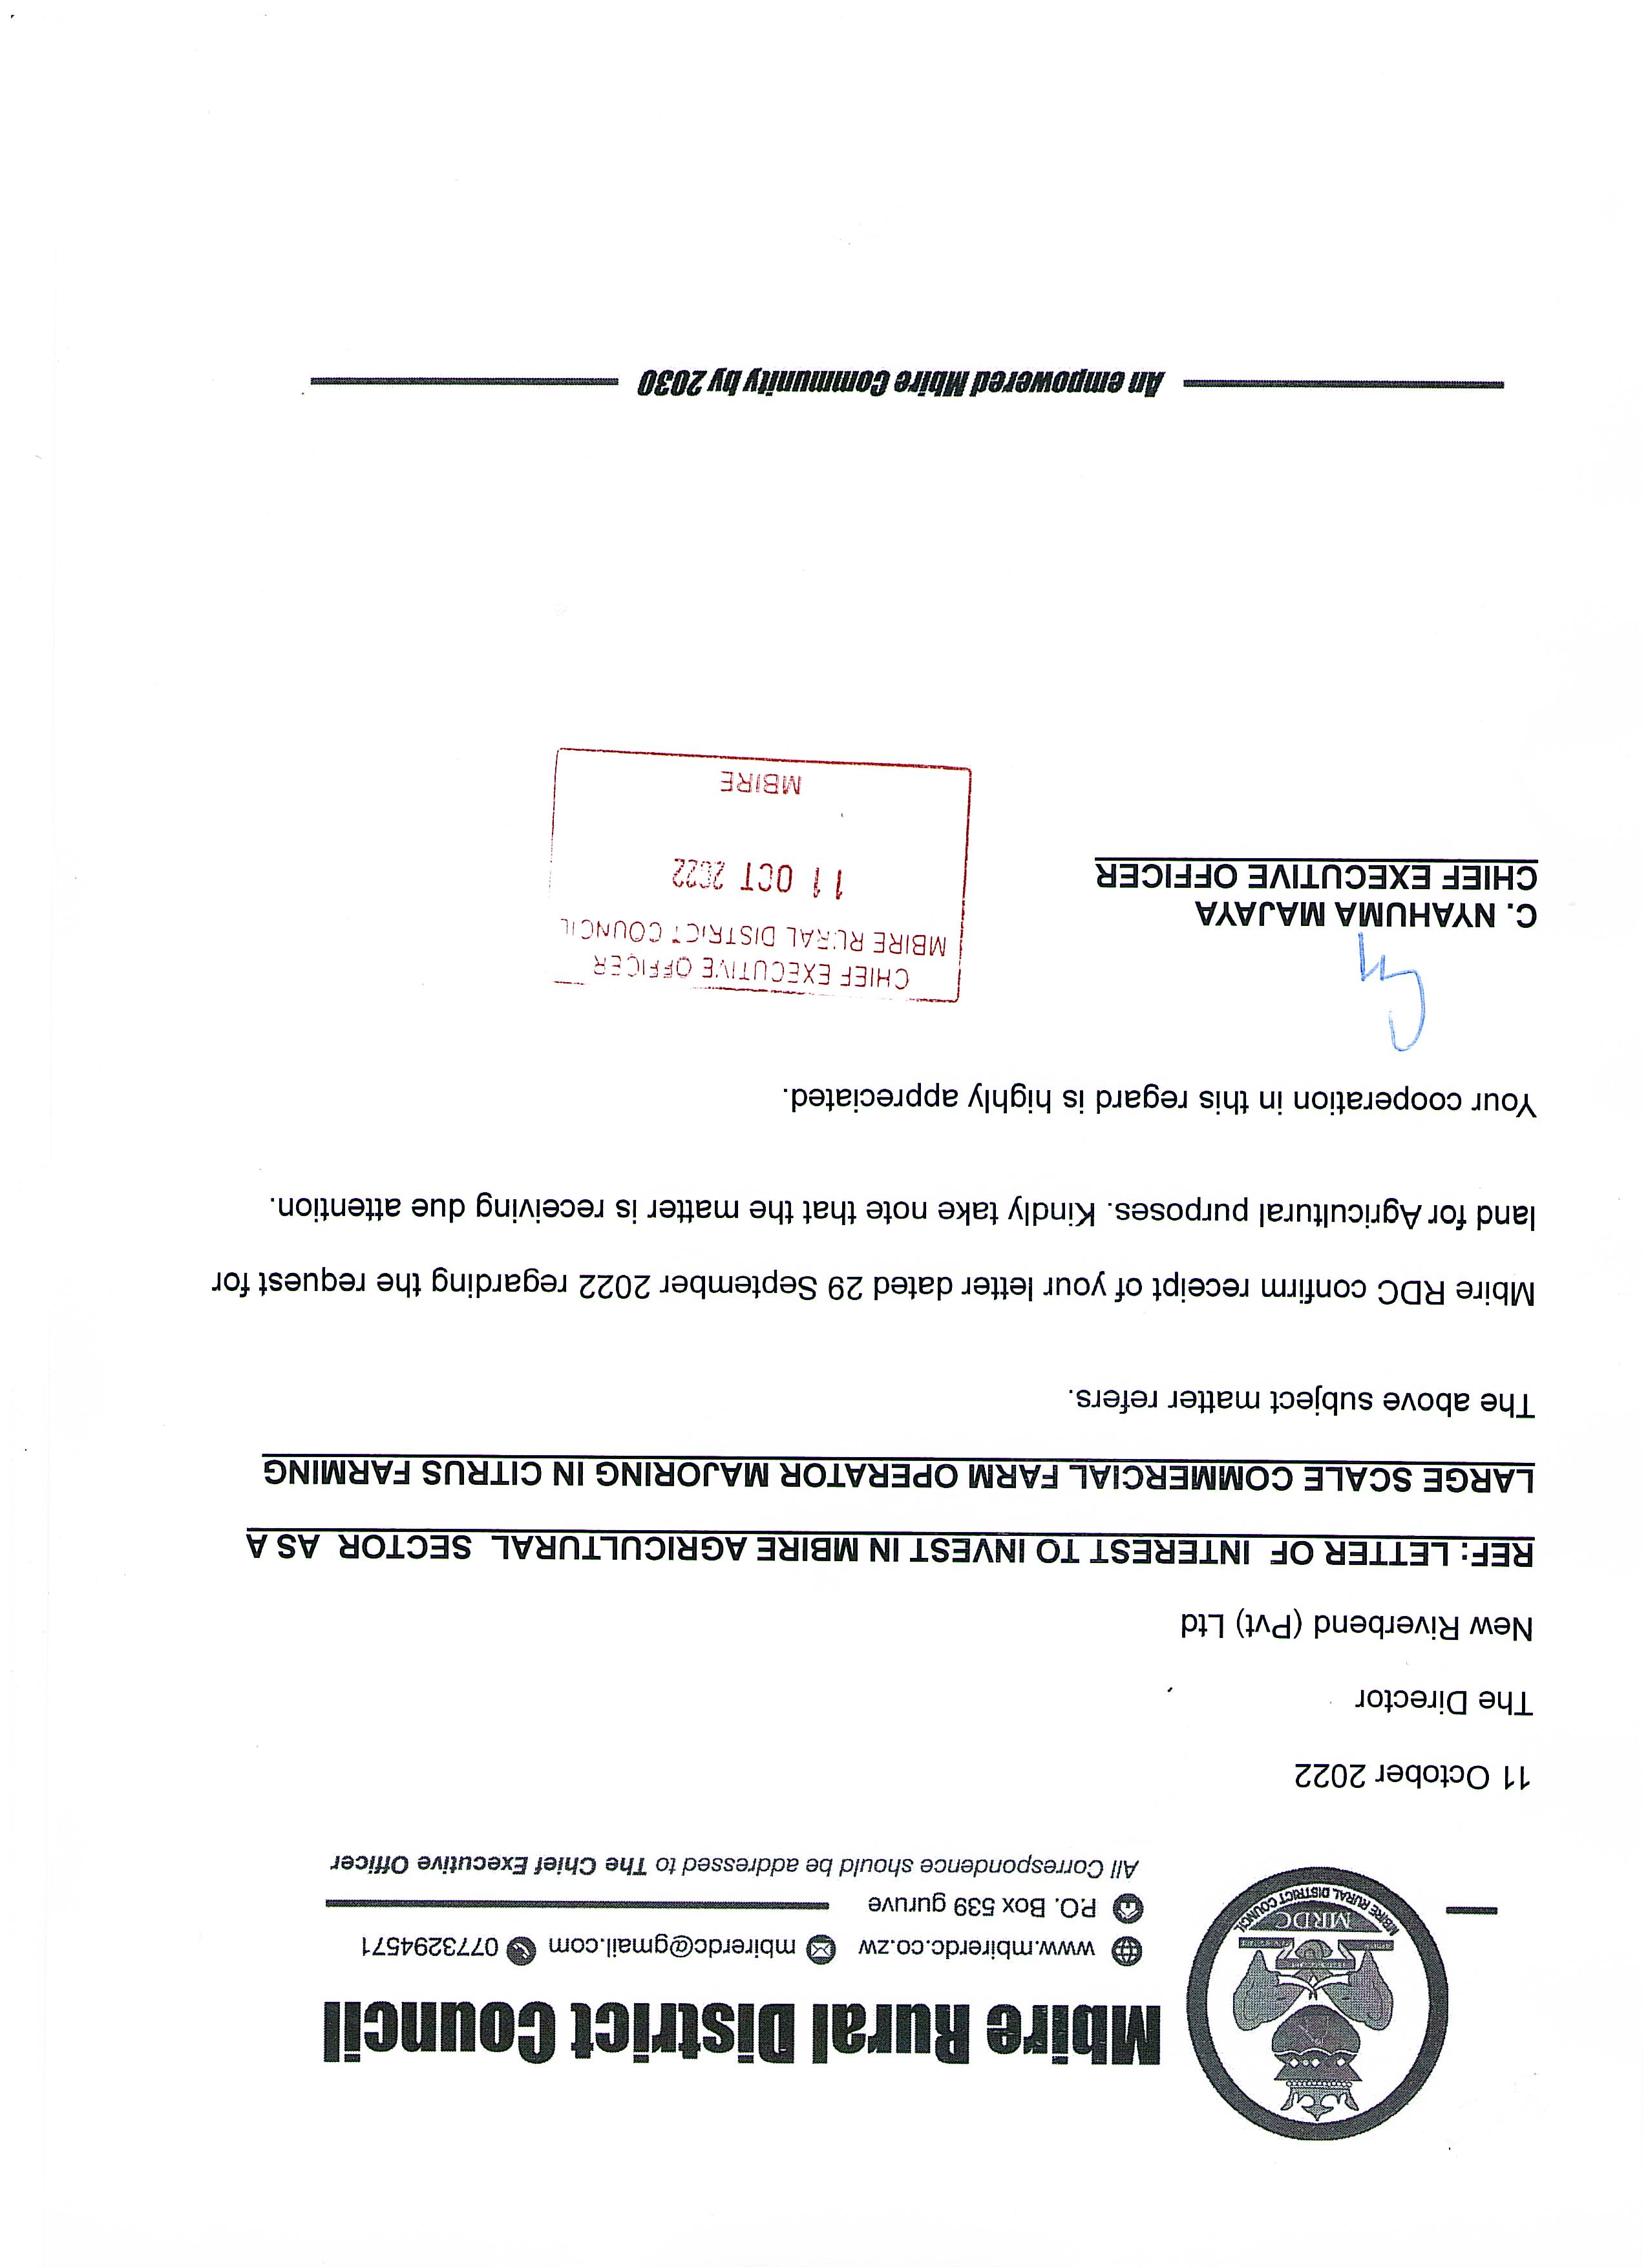 Mbire Rural District Council
www.mbirerdc.co.zw mbirerdc@gmail.com 0773294571
P.O. Box 539 guruve
All Correspondence should be addressed to The Chief Executive Officer
MRDC
MBIRE RURAL DISTRICT COUNCIL
11 October 2022
The Director
New Riverbend (Pvt) Ltd
REF: LETTER OF INTEREST TO INVEST IN MBIRE AGRICULTURAL SECTOR AS A
LARGE SCALE COMMERCIAL FARM OPERATOR MAJORING IN CITRUS FARMING
The above subject matter refers.
Mbire RDC confirm receipt of your letter dated 29 September 2022 regarding the request for
land for Agricultural purposes. Kindly take note that the matter is receiving due attention.
Your cooperation in this regard is highly appreciated.
C. NYAHUMA MAJAYA
CHIEF EXECUTIVE OFFICER
CHIEF EXECUTIVE OFFICER
MBIRE RURAL DISTRICT COUNCIL
11 OCT 2022
MBIRE
An empowered Mbire Community by 2030